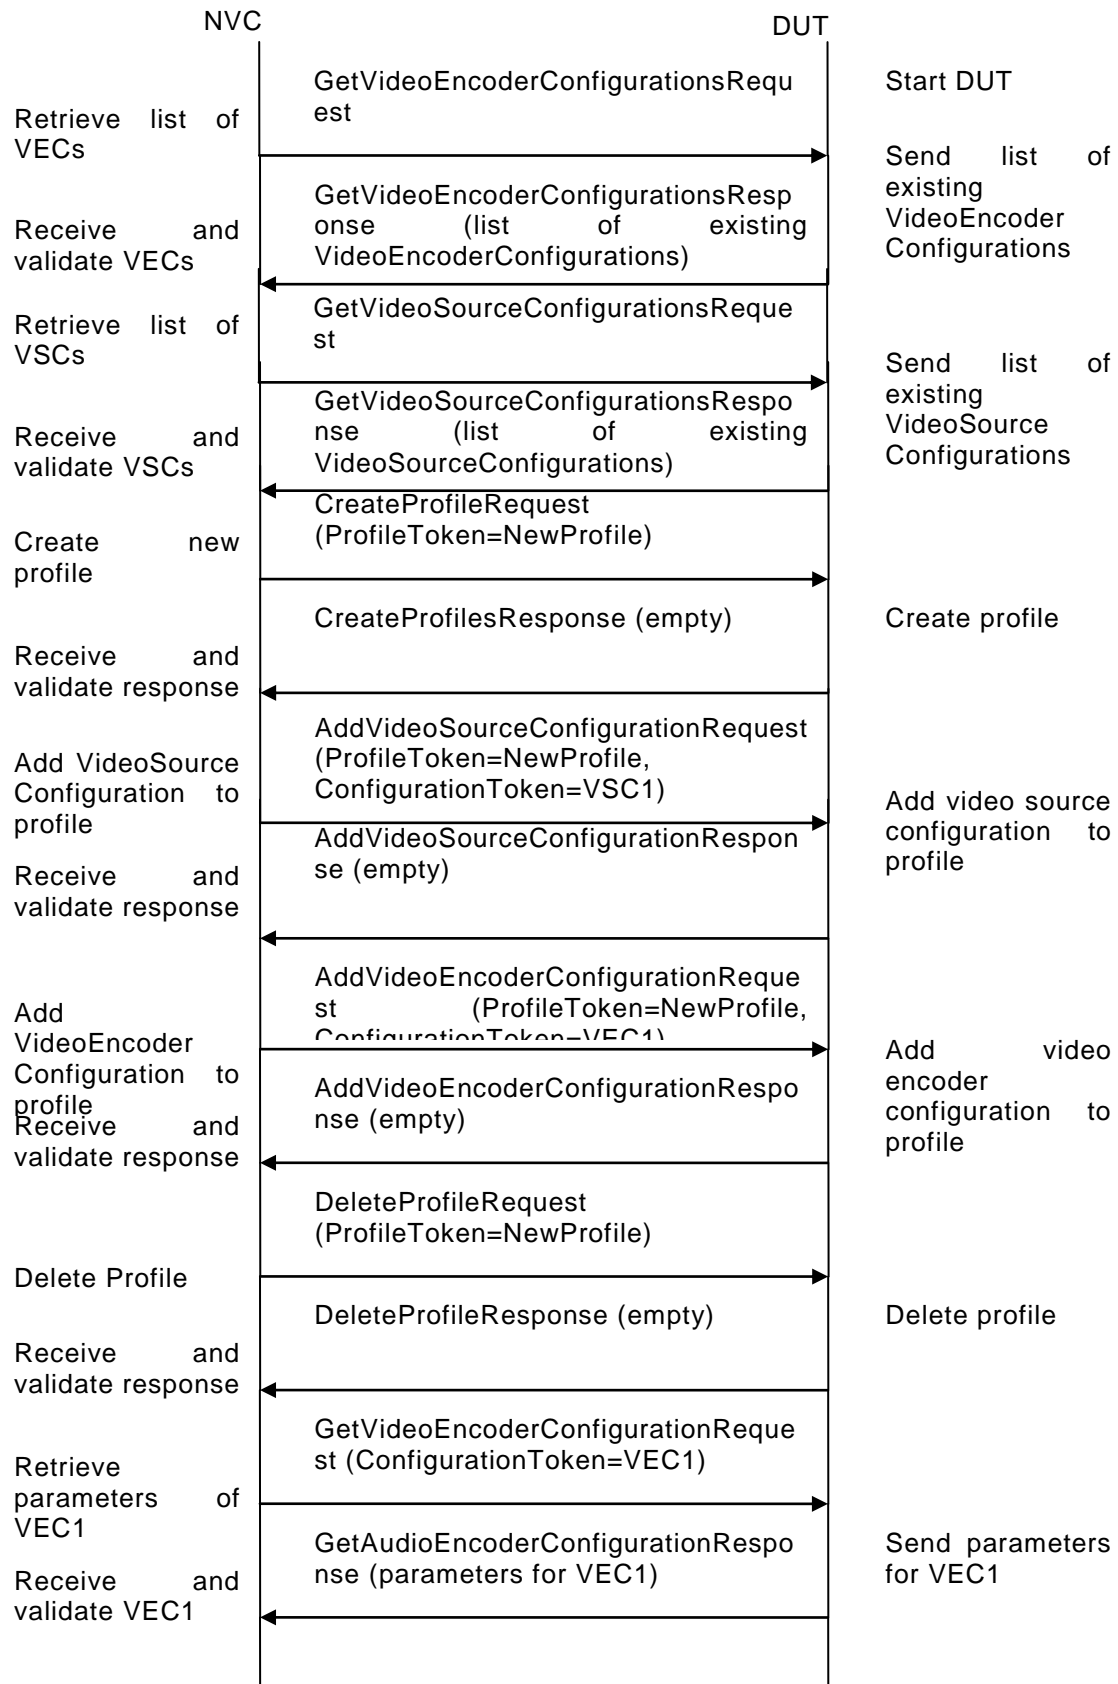 NVC
DUT
GetVideoEncoderConfigurationsRequ
est
Start DUT
Retrieve list of
VECs
Send list of
existing
VideoEncoder
Configurations
GetVideoEncoderConfigurationsResp
onse (list of existing
VideoEncoderConfigurations)
Receive and
validate VECs
GetVideoSourceConfigurationsReque
st
Retrieve list of
VSCs
Send list of
existing
VideoSource
Configurations
GetVideoSourceConfigurationsRespo
nse (list of existing
VideoSourceConfigurations)
Receive and
validate VSCs
CreateProfileRequest
(ProfileToken=NewProfile)
Create new
profile
CreateProfilesResponse (empty)
Create profile
Receive and
validate response
AddVideoSourceConfigurationRequest
(ProfileToken=NewProfile,
ConfigurationToken=VSC1)
Add VideoSource
Configuration to
profile
Add video source
configuration to
profile
AddVideoSourceConfigurationRespon
se (empty)
Receive and
validate response
AddVideoEncoderConfigurationReque
st (ProfileToken=NewProfile,
ConfigurationToken=VEC1)
Add
VideoEncoder
Configuration to
profile
Add video
encoder
configuration to
profile
AddVideoEncoderConfigurationRespo
nse (empty)
Receive and
validate response
DeleteProfileRequest
(ProfileToken=NewProfile)
Delete Profile
DeleteProfileResponse (empty)
Delete profile
Receive and
validate response
GetVideoEncoderConfigurationReque
st (ConfigurationToken=VEC1)
Retrieve
parameters of
VEC1
GetAudioEncoderConfigurationRespo
nse (parameters for VEC1)
Send parameters
for VEC1
Receive and
validate VEC1